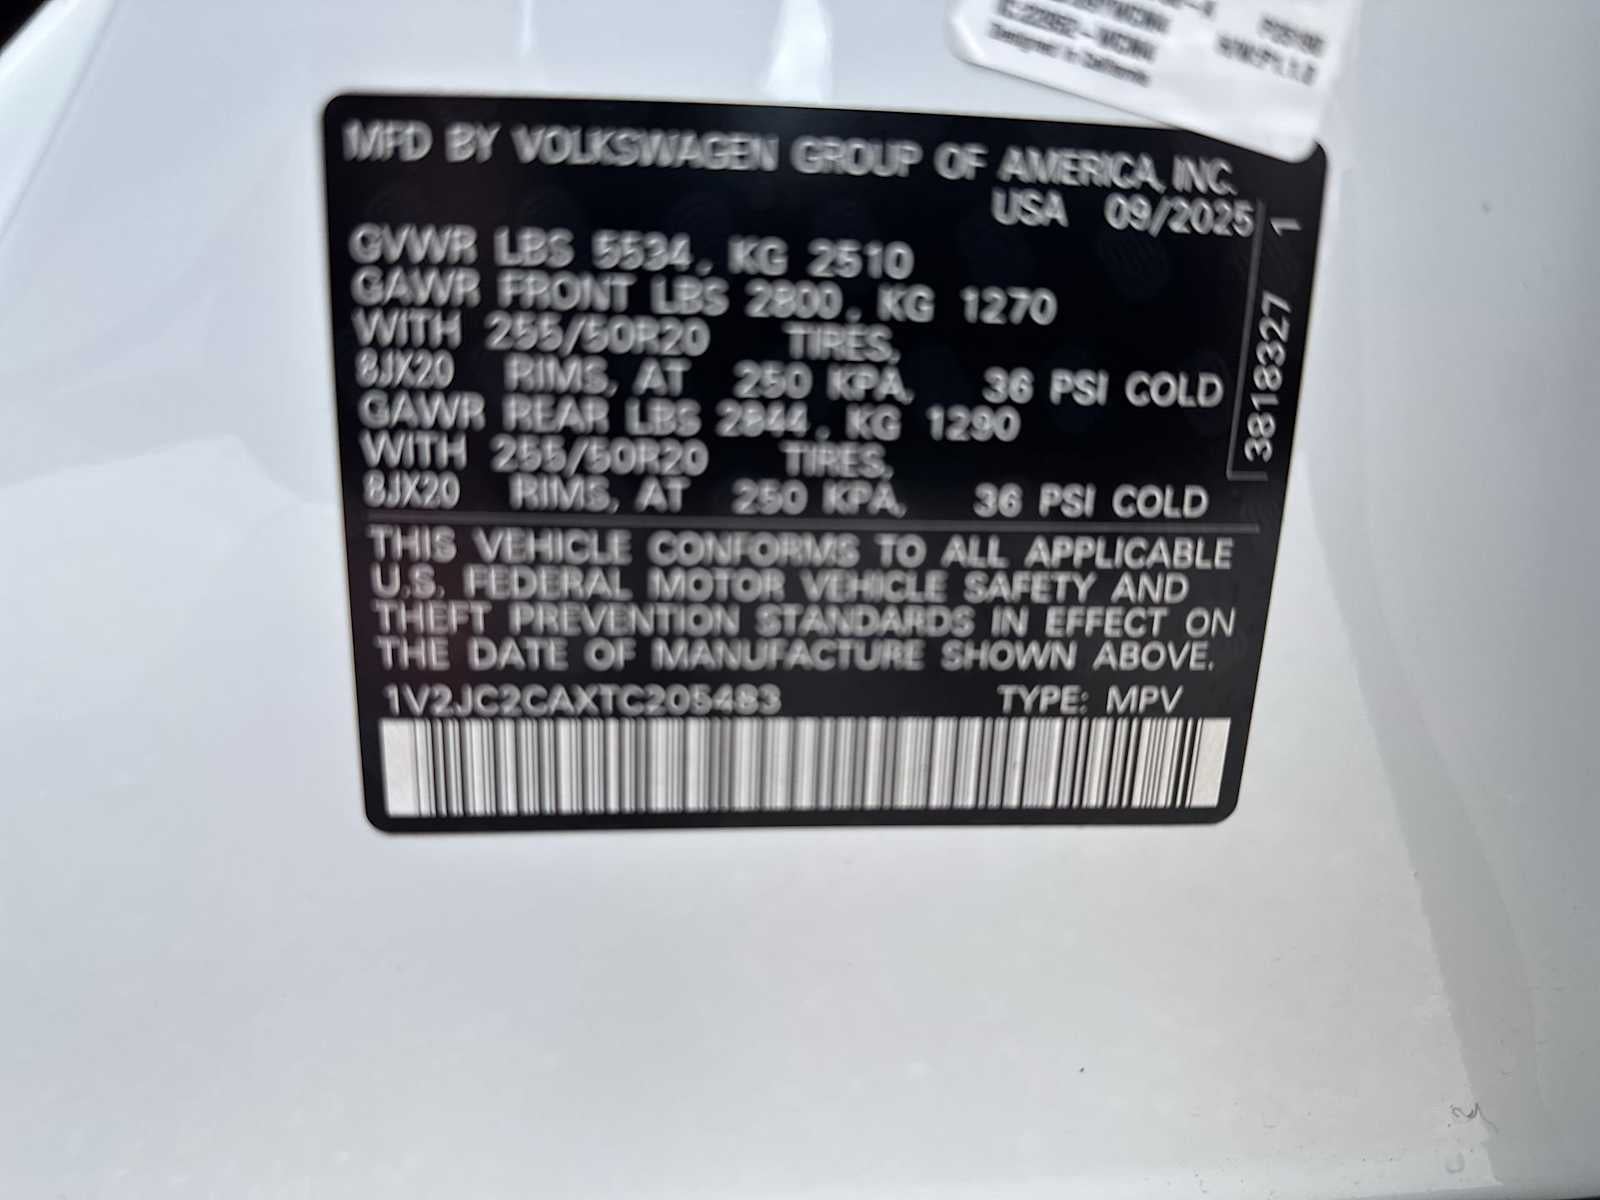 Designed in California
MFD BY VOLKSWAGEN GROUP OF AMERICA, INC.
USA 09/2025
1
3818327
GVWR LBS 5534, KG 2510
GAWR FRONT LBS 2800, KG 1270
WITH 255/50R20 TIRES,
8JX20 RIMS, AT 250 KPA, 36 PSI COLD
GAWR REAR LBS 2844, KG 1290
WITH 255/50R20 TIRES,
8JX20 RIMS, AT 250 KPA, 36 PSI COLD
THIS VEHICLE CONFORMS TO ALL APPLICABLE
U.S. FEDERAL MOTOR VEHICLE SAFETY AND
THEFT PREVENTION STANDARDS IN EFFECT ON
THE DATE OF MANUFACTURE SHOWN ABOVE.
1V2JC2CAXTC205483 TYPE: MPV